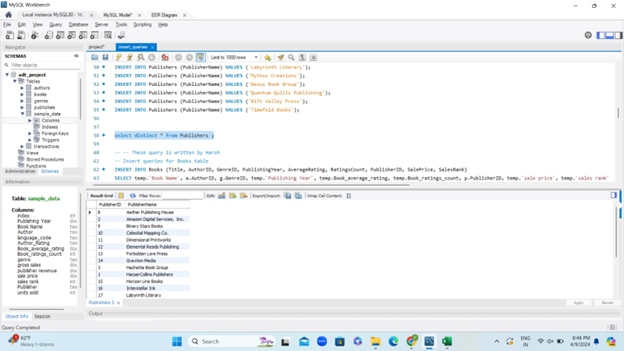 MySQL Workbench
Local instance MySQL80 MySQL Model* EER Diagram
File Edit View Query Database Server Tools Scripting Help
Navigator
SCHEMAS
Filter objects
adt_project
Tables
authors
books
genres
publishers
sample_data
Columns
Indexes
Foreign Keys
Triggers
transactions
Views
Stored Procedures
Functions
Administration Schemas
Information
Table: sample_data
Columns:
index
Publishing Year
Book Name
Author
language_code
Author_Rating
Book_average_rating
Book_ratings_count
genre
gross sales
publisher revenue
sale price
sales rank
Publisher
units sold
Object Info Session
Query Completed
project* insert_queries
Limit to 1000 rows
50 INSERT INTO Publishers (PublisherName) VALUES ('Labyrinth Literary');
51 INSERT INTO Publishers (PublisherName) VALUES ('Mythos Creations');
52 INSERT INTO Publishers (PublisherName) VALUES ('Nexus Book Group');
53 INSERT INTO Publishers (PublisherName) VALUES ('Quantum Quills Publishing');
54 INSERT INTO Publishers (PublisherName) VALUES ('Rift Valley Press');
55 INSERT INTO Publishers (PublisherName) VALUES ('Timefold Books');
56
57
58 select distinct * from Publishers ;
59
60 -- -- These query is written by Harsh
61 -- Insert queries for Books table
62 INSERT INTO Books (Title, AuthorID, GenreID, PublishingYear, AverageRating, RatingsCount, PublisherID, SalePrice, SalesRank)
63 SELECT temp.`Book Name`, a.AuthorID, g.GenreID, temp.`Publishing Year`, temp.Book_average_rating, temp.Book_ratings_count, p.PublisherID, temp.`sale price`, temp.`sales rank`
Result Grid Filter Rows: Edit: Export/Import: Wrap Cell Content:
PublisherID PublisherName
8 Aether Publishing House
2 Amazon Digital Services, Inc.
9 Binary Stars Books
10 Celestial Mapping Co.
11 Dimensional Printworks
12 Elemental Reads Publishing
13 Forbidden Lore Press
14 Graviton Media
3 Hachette Book Group
1 HarperCollins Publishers
15 Horizon Line Books
16 Interstellar Ink
17 Labyrinth Literary
Publishers 3 Apply Revert
Output
62°F
Heavy t-storms
Search
ENG
IN
8:48 PM
4/9/2024